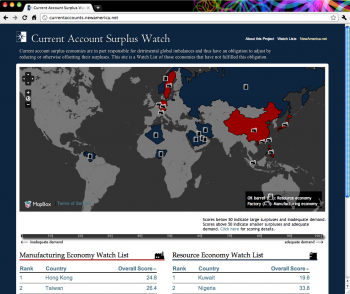 Current Account Surplus Watch
currentaccounts.newamerica.net
Current Account Surplus Watch
About this Project Watch Lists NewAmerica.net
Current account surplus economies are in part responsible for detrimental global imbalances and thus have an obligation to adjust by
reducing or otherwise offsetting their surpluses. This site is a Watch List of those economies that have not fulfilled this obligation.
MapBox Terms of
Oil barrel Resource economy
Factory Manufacturing economy
Scores below 50 indicate large surpluses and inadequate demand.
Scores above 50 indicate smaller surpluses and adequate
demand. Click here for scoring details.
inadequate demand
adequate demand
Manufacturing Economy Watch List
Resource Economy Watch List
Rank Country Overall Score
Rank Country Overall Score
1 Hong Kong 24.8
1 Kuwait 19.6
2 Taiwan 26.4
2 Nigeria 33.8